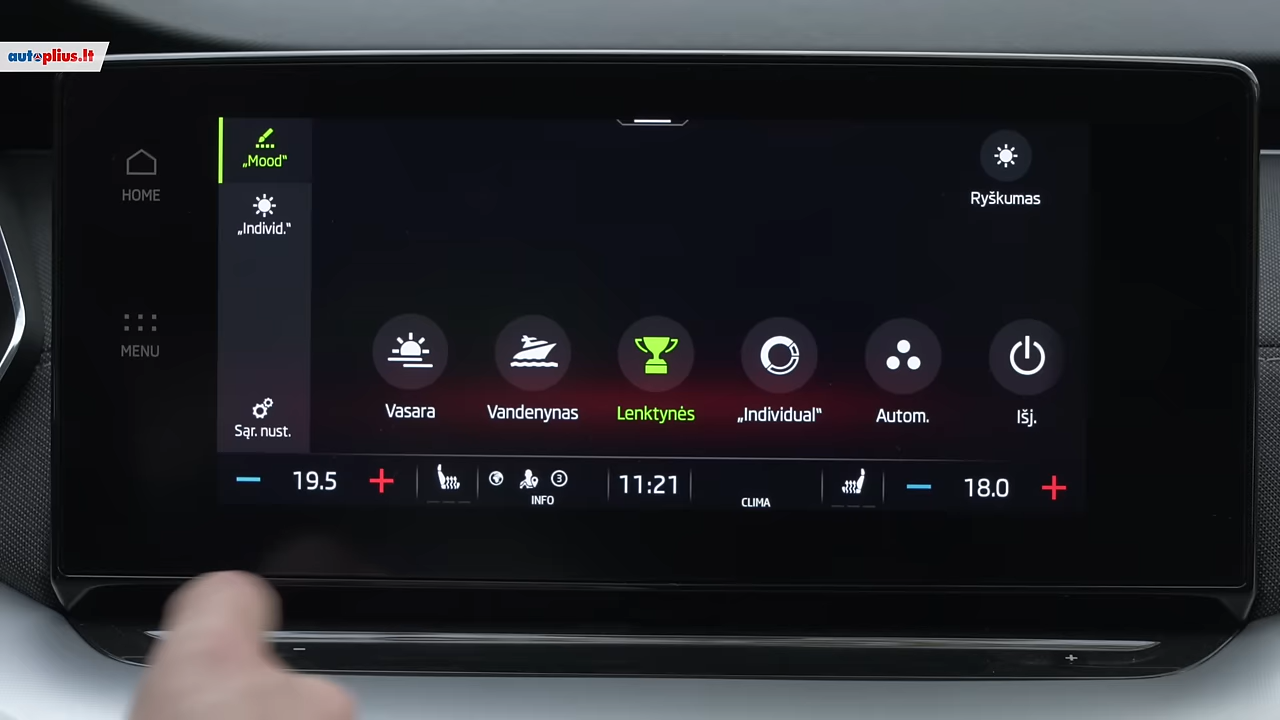 autoplius.lt
HOME
MENU
„Mood“
„Individ.“
Sąr. nust.
Ryškumas
Vasara
Vandenynas
Lenktynės
„Individual“
Autom.
Išj.
19.5
3
INFO
11:21
CLIMA
18.0